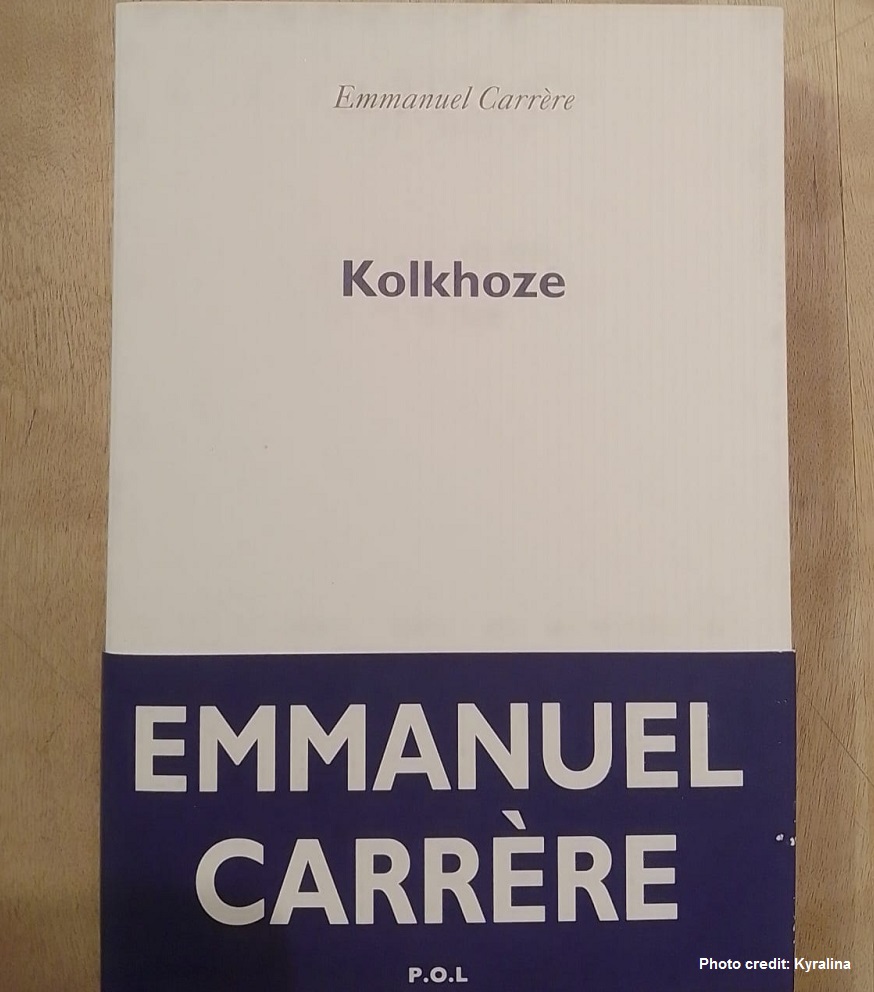 Emmanuel Carrère
Kolkhoze
EMMANUEL
CARRÈRE
P.O.L
Photo credit: Kyralina